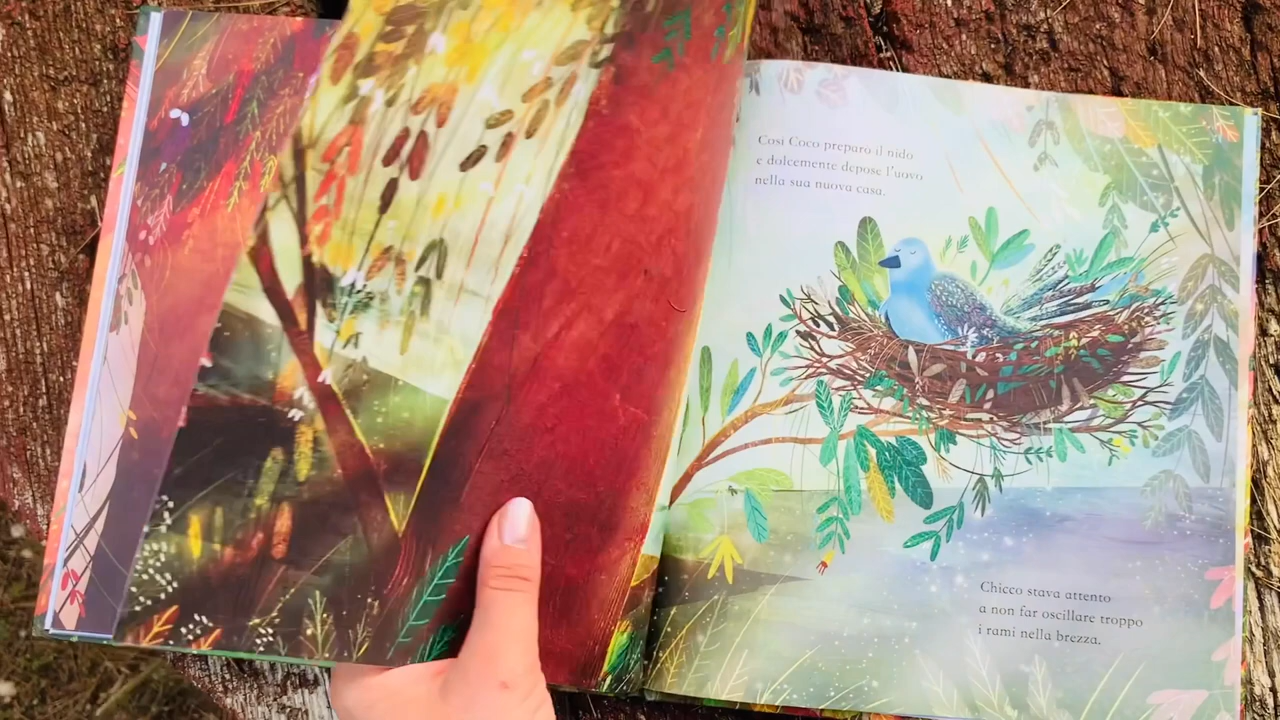 Così Coco preparò il nido
e dolcemente depose l'uovo
nella sua nuova casa.
Chicco stava attento
a non far oscillare troppo
i rami nella brezza.